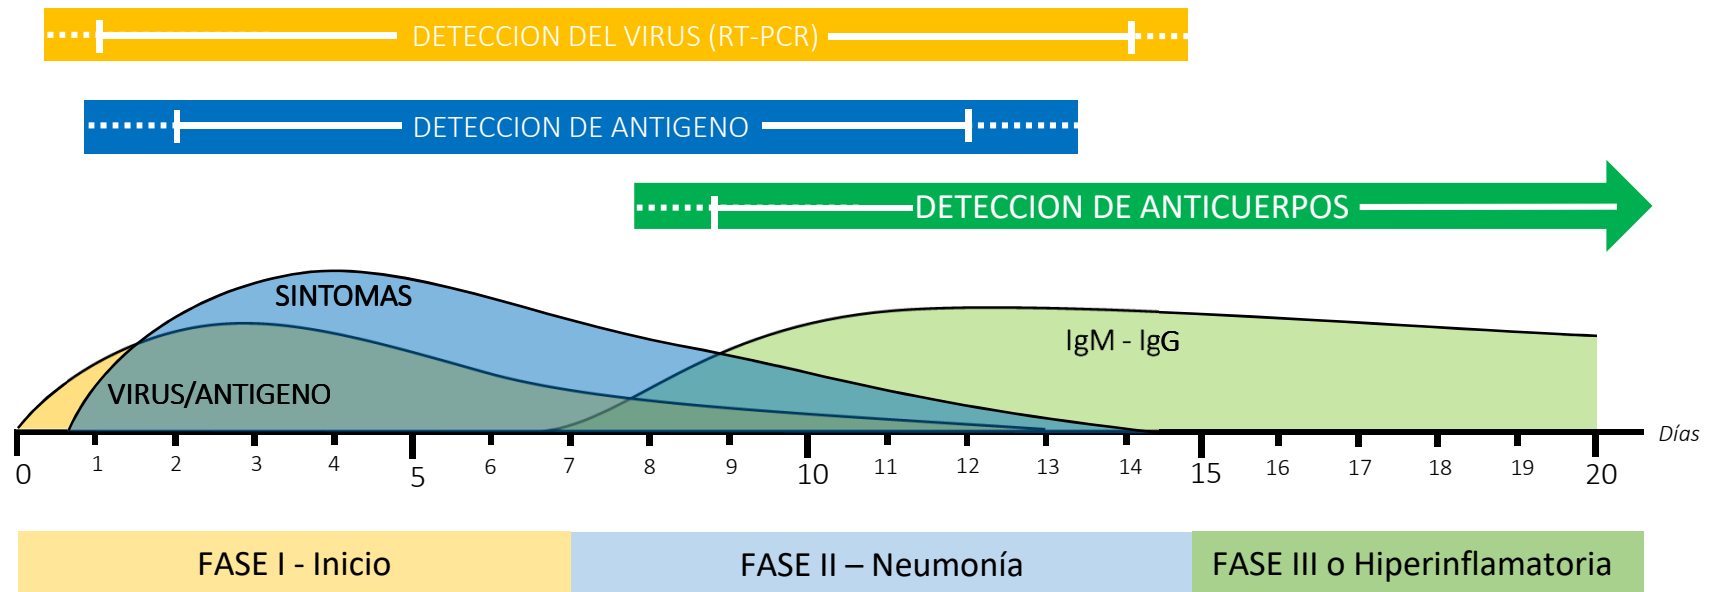 DETECCION DEL VIRUS (RT-PCR)
DETECCION DE ANTIGENO
DETECCION DE ANTICUERPOS
SINTOMAS
IgM - IgG
VIRUS/ANTIGENO
Días
0 1 2 3 4 5 6 7 8 9 10 11 12 13 14 15 16 17 18 19 20
FASE I - Inicio
FASE II – Neumonía
FASE III o Hiperinflamatoria